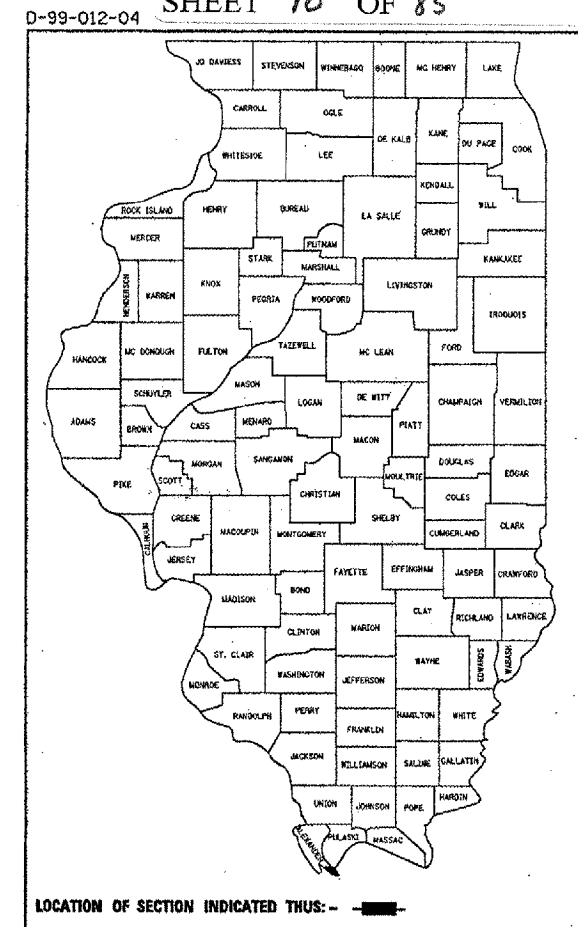 D-99-012-04 SHEET 10 OF 85
JO DAVIESS STEVENSON WINNEBAGO BOONE MC HENRY LAKE
CARROLL OGLE DE KALB KANE DU PAGE COOK
WHITESIDE LEE
KENDALL
ROCK ISLAND HENRY BUREAU LA SALLE WILL
MERCER PUTNAM GRUNDY
STARK MARSHALL KANKAKEE
HENDERSON WARREN KNOX PEORIA WOODFORD LIVINGSTON
IROQUOIS
HANCOCK MC DONOUGH FULTON TAZEWELL MC LEAN FORD
MASON
SCHUYLER LOGAN DE WITT CHAMPAIGN VERMILION
ADAMS BROWN CASS MENARD MACON PIATT
MORGAN SANGAMON DOUGLAS EDGAR
PIKE SCOTT CHRISTIAN MOULTRIE COLES
GREENE MACOUPIN MONTGOMERY SHELBY CUMBERLAND CLARK
CALHOUN JERSEY
FAYETTE EFFINGHAM JASPER CRAWFORD
MADISON BOND CLAY RICHLAND LAWRENCE
CLINTON MARION
ST. CLAIR WAYNE EDWARDS WABASH
MONROE WASHINGTON JEFFERSON
RANDOLPH PERRY HAMILTON WHITE
FRANKLIN
JACKSON WILLIAMSON SALINE GALLATIN
UNION JOHNSON POPE HARDIN
ALEXANDER PULASKI MASSAC
LOCATION OF SECTION INDICATED THUS: -